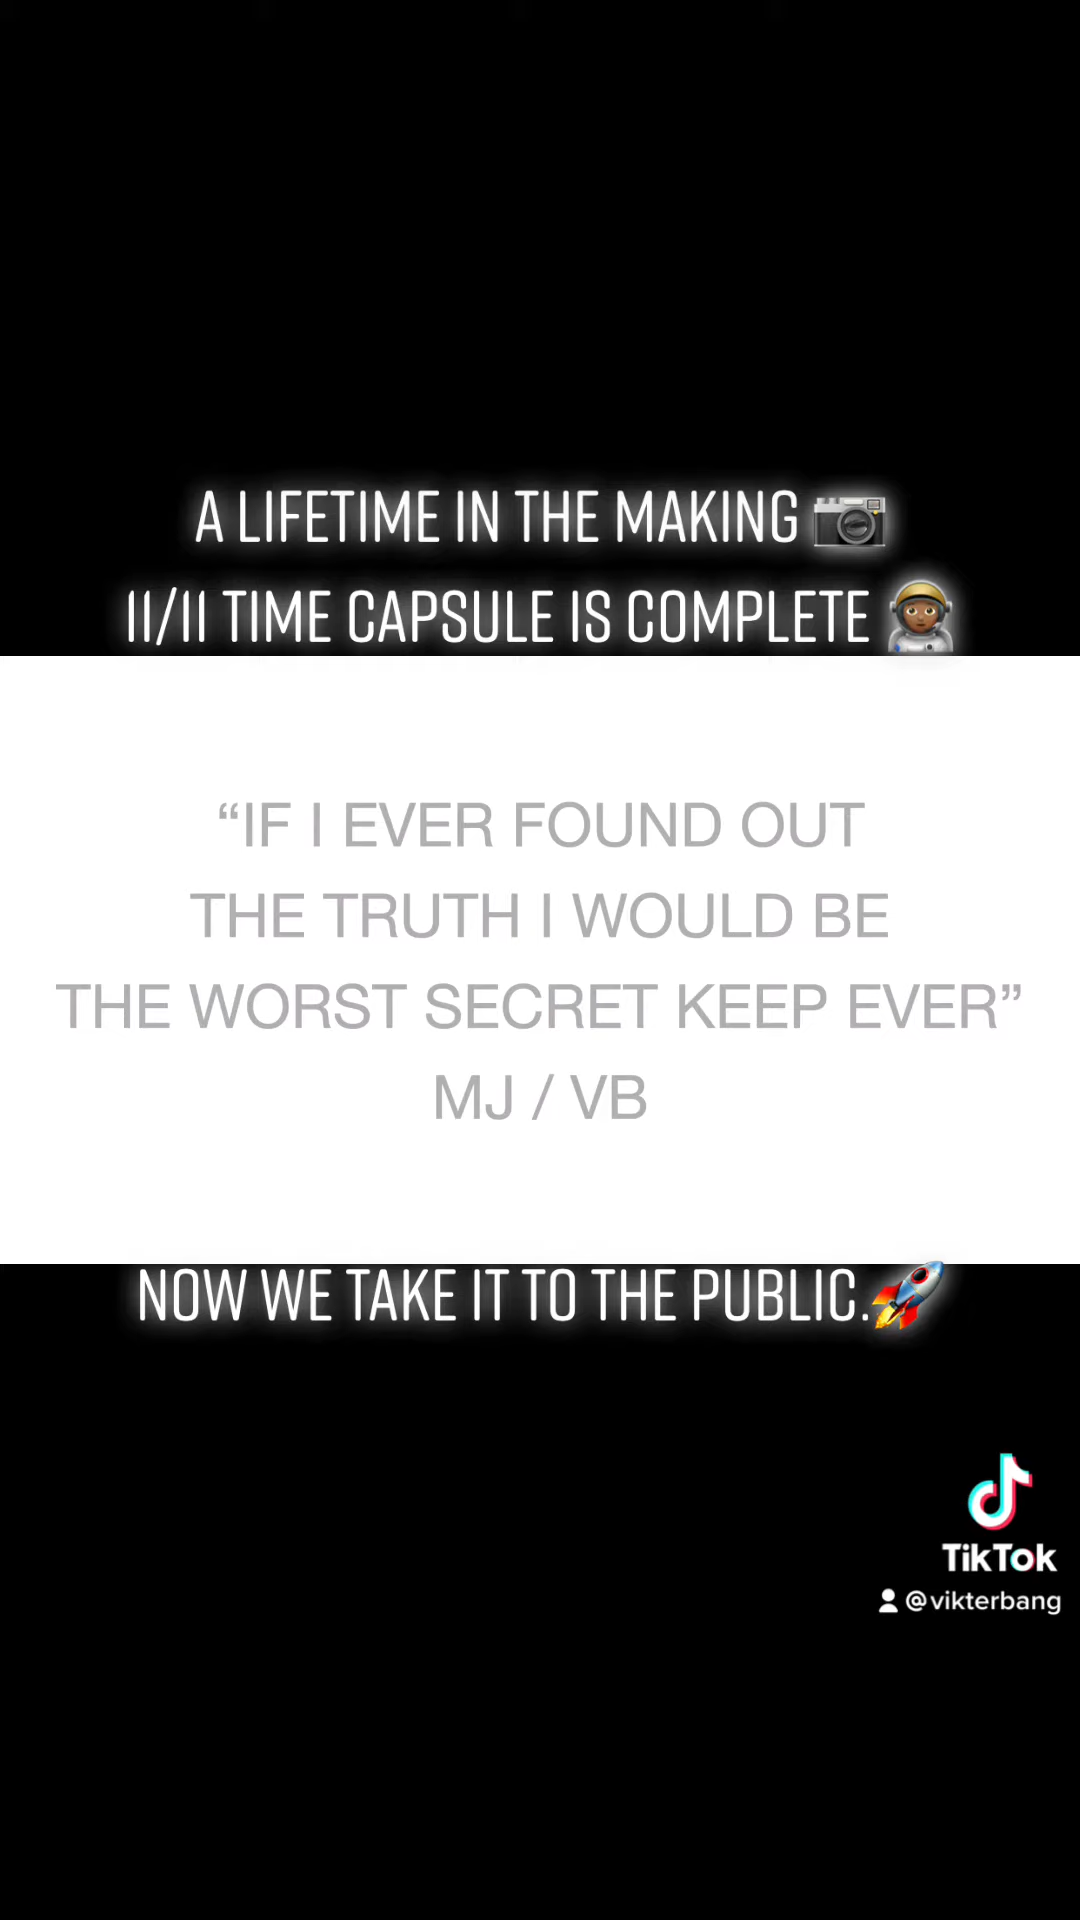 A LIFETIME IN THE MAKING 📷
11/11 TIME CAPSULE IS COMPLETE 🧑🏾‍🚀
“IF I EVER FOUND OUT
THE TRUTH I WOULD BE
THE WORST SECRET KEEP EVER”
MJ / VB
NOW WE TAKE IT TO THE PUBLIC.🚀
TikTok
@vikterbang